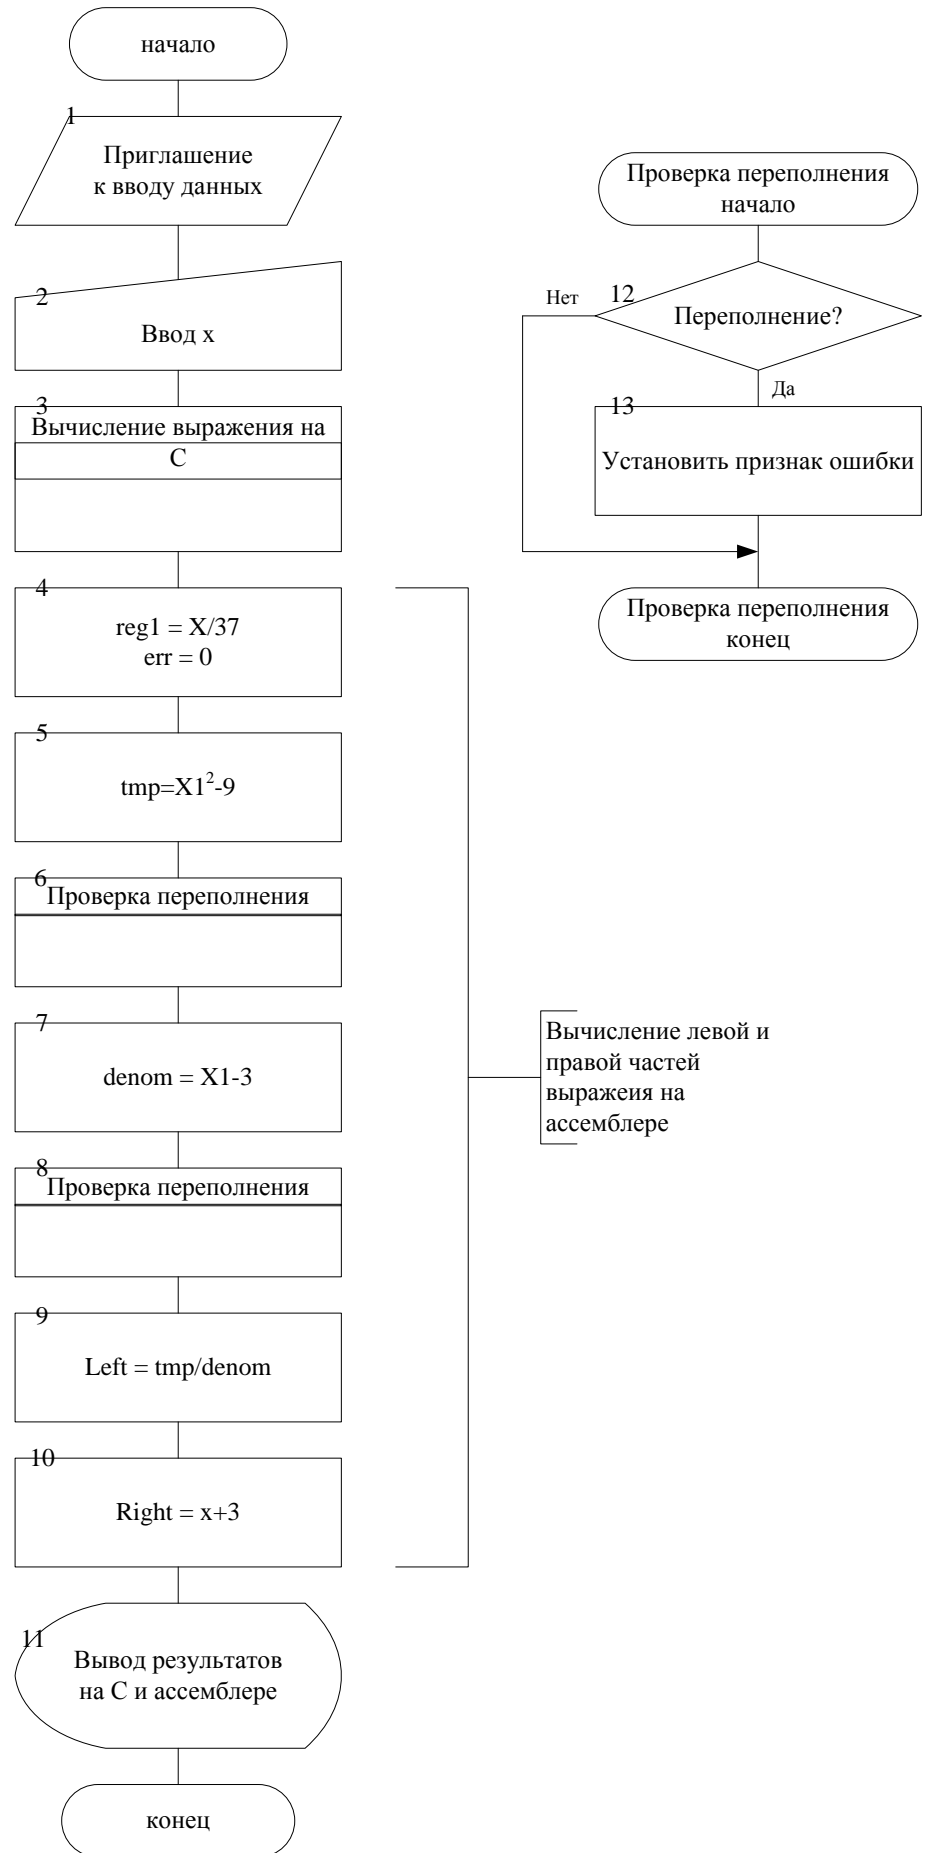 начало
1
Приглашение
к вводу данных
2
Ввод x
3
Вычисление выражения на
С
4
reg1 = X/37
err = 0
5
tmp=X1²-9
6
Проверка переполнения
7
denom = X1-3
8
Проверка переполнения
9
Left = tmp/denom
10
Right = x+3
11
Вывод результатов
на С и ассемблере
конец
Проверка переполнения
начало
12
Нет
Переполнение?
Да
13
Установить признак ошибки
Проверка переполнения
конец
Вычисление левой и
правой частей
выражеия на
ассемблере